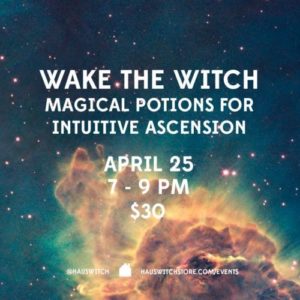 WAKE THE WITCH
MAGICAL POTIONS FOR
INTUITIVE ASCENSION
APRIL 25
7 - 9 PM
$30
@HAUSWITCH HAUSWITCHSTORE.COM/EVENTS